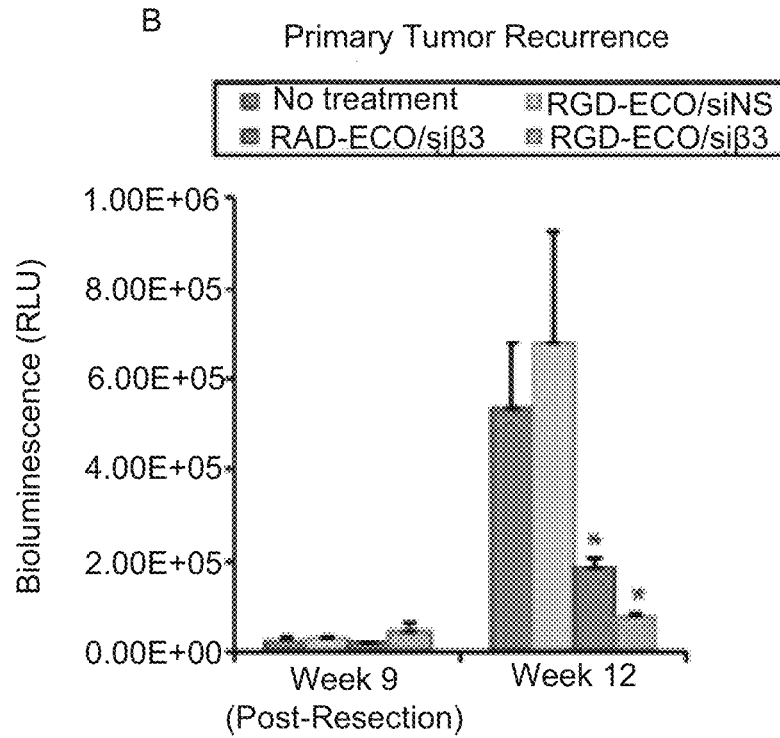 B
Primary Tumor Recurrence
No treatment RGD-ECO/siNS
RAD-ECO/siβ3 RGD-ECO/siβ3
Bioluminescence (RLU)
1.00E+06
8.00E+05
6.00E+05
4.00E+05
2.00E+05
0.00E+00
*
*
Week 9 Week 12
(Post-Resection)